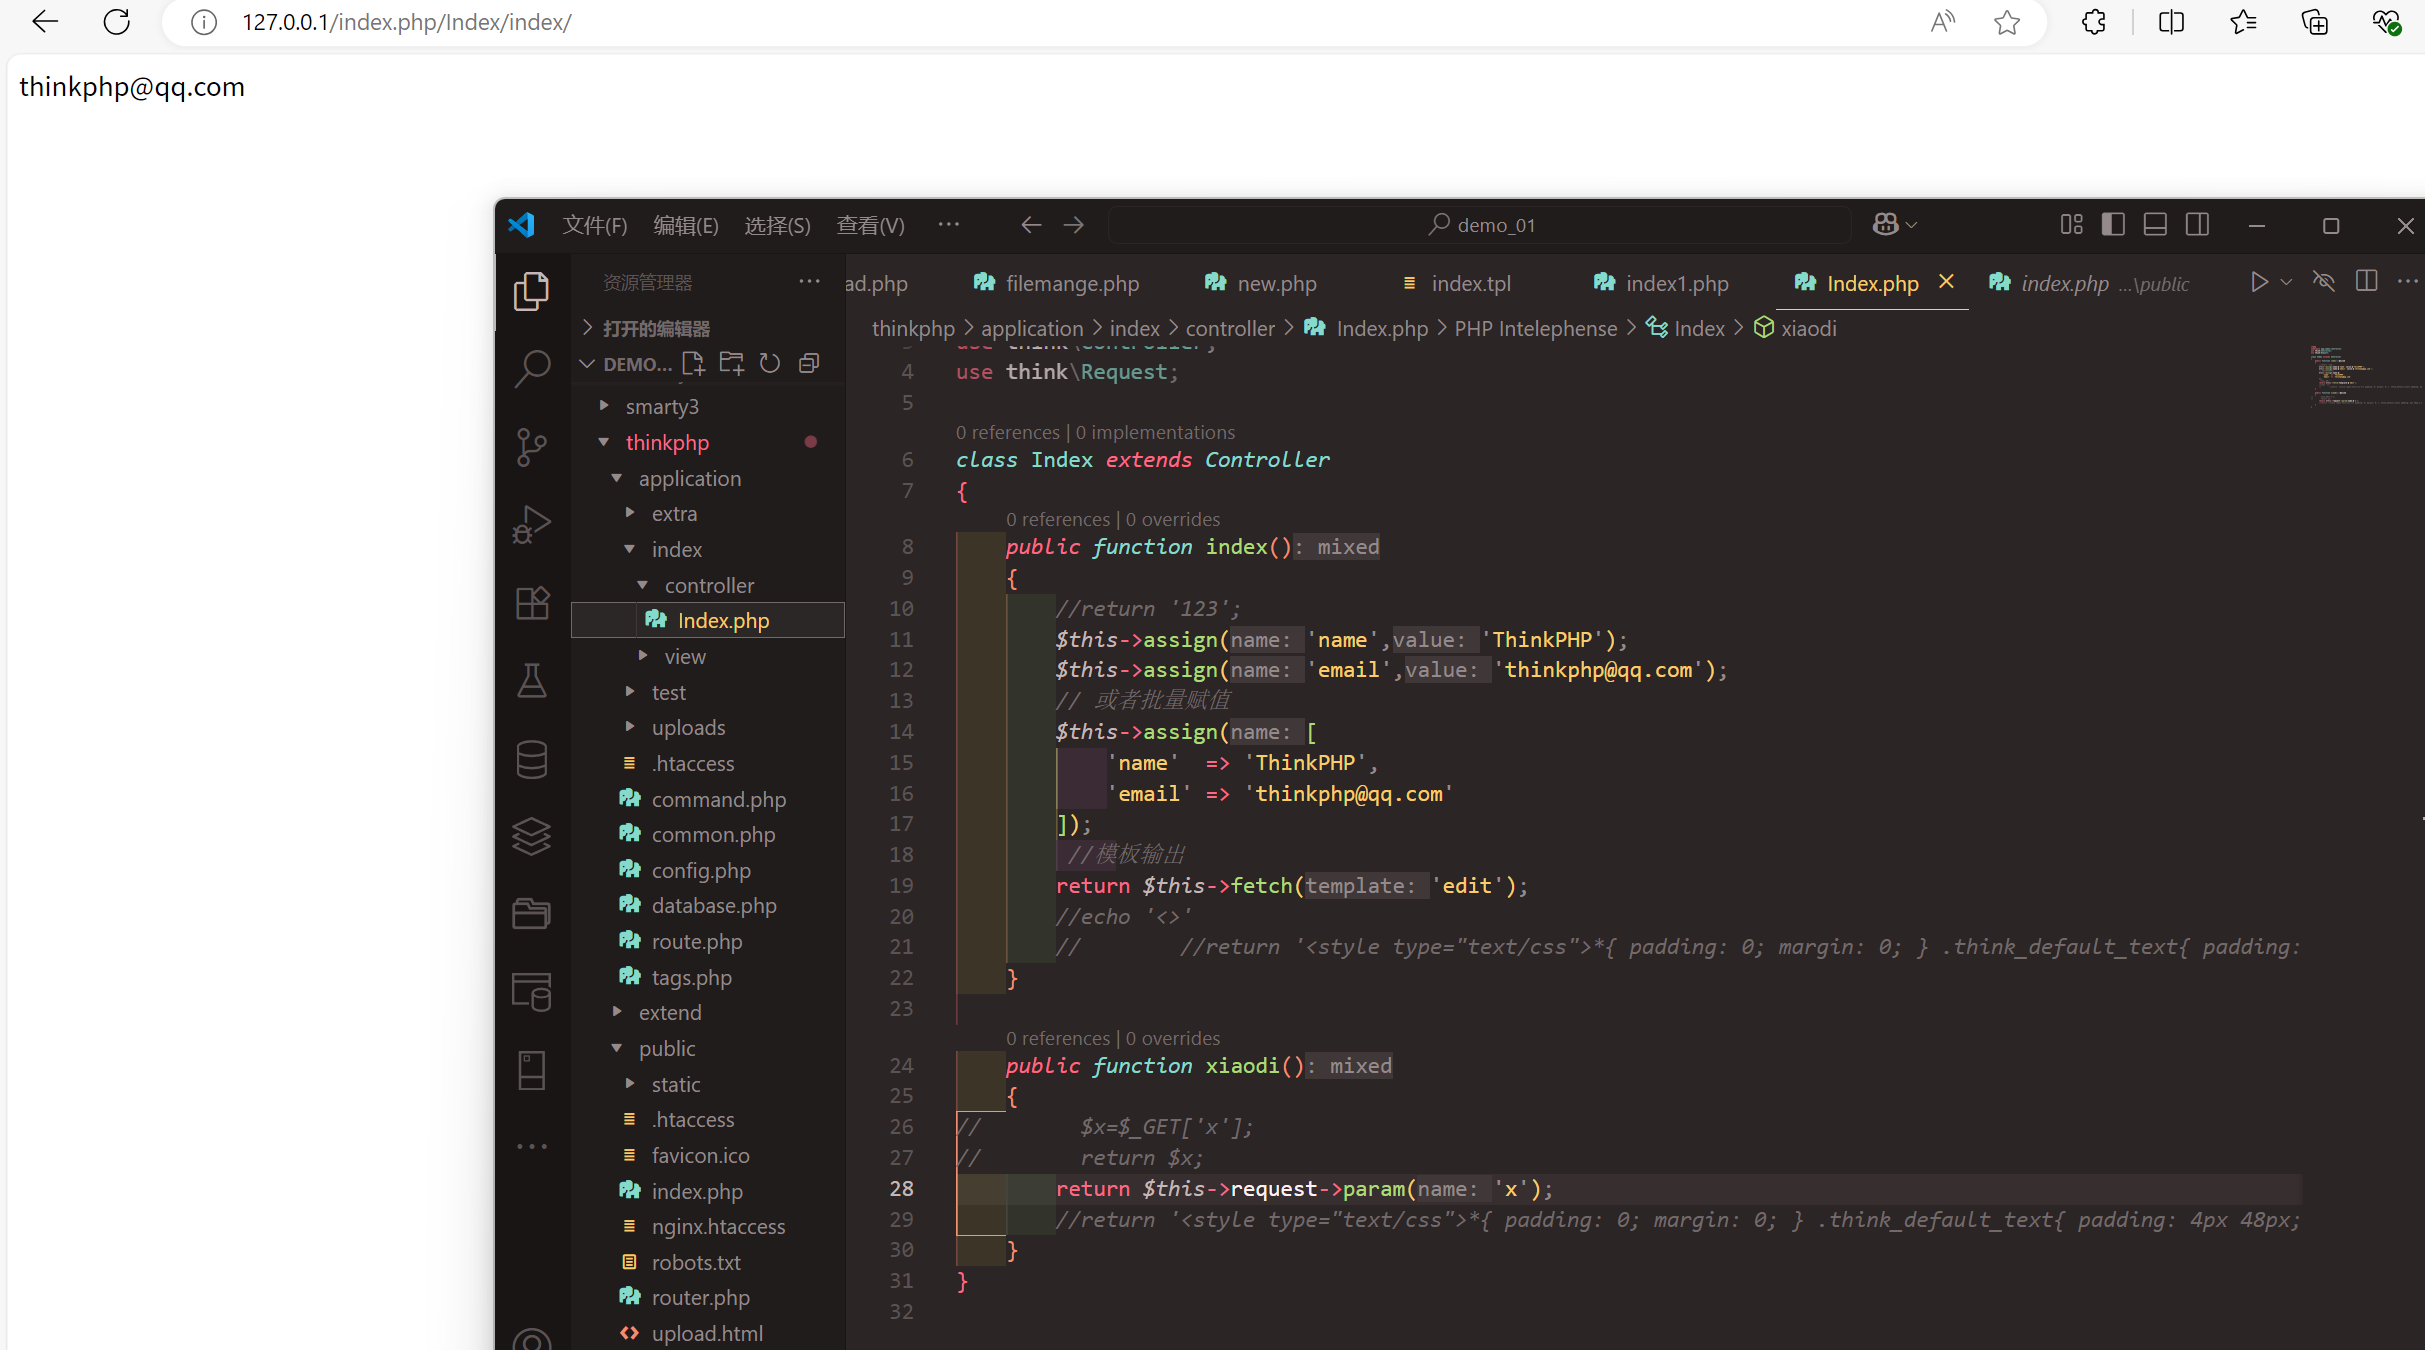 127.0.0.1/index.php/Index/index/
thinkphp@qq.com
文件(F) 编辑(E) 选择(S) 查看(V) ··· demo_01
资源管理器 ···
打开的编辑器
DEMO...
smarty3
thinkphp
application
extra
index
controller
Index.php
view
test
uploads
.htaccess
command.php
common.php
config.php
database.php
route.php
tags.php
extend
public
static
.htaccess
favicon.ico
index.php
nginx.htaccess
robots.txt
router.php
upload.html
ad.php filemange.php new.php index.tpl index1.php Index.php index.php ...\public
thinkphp > application > index > controller > Index.php > PHP Intelephense > Index > xiaodi
3 use think\Controller;
4 use think\Request;
5
0 references | 0 implementations
6 class Index extends Controller
7 {
0 references | 0 overrides
8 public function index(): mixed
9 {
10 //return '123';
11 $this->assign(name: 'name',value: 'ThinkPHP');
12 $this->assign(name: 'email',value: 'thinkphp@qq.com');
13 // 或者批量赋值
14 $this->assign(name: [
15 'name' => 'ThinkPHP',
16 'email' => 'thinkphp@qq.com'
17 ]);
18 //模板输出
19 return $this->fetch(template: 'edit');
20 //echo '<>'
21 // //return '<style type="text/css">*{ padding: 0; margin: 0; } .think_default_text{ padding:
22 }
23
0 references | 0 overrides
24 public function xiaodi(): mixed
25 {
26 // $x=$_GET['x'];
27 // return $x;
28 return $this->request->param(name: 'x');
29 //return '<style type="text/css">*{ padding: 0; margin: 0; } .think_default_text{ padding: 4px 48px;
30 }
31 }
32